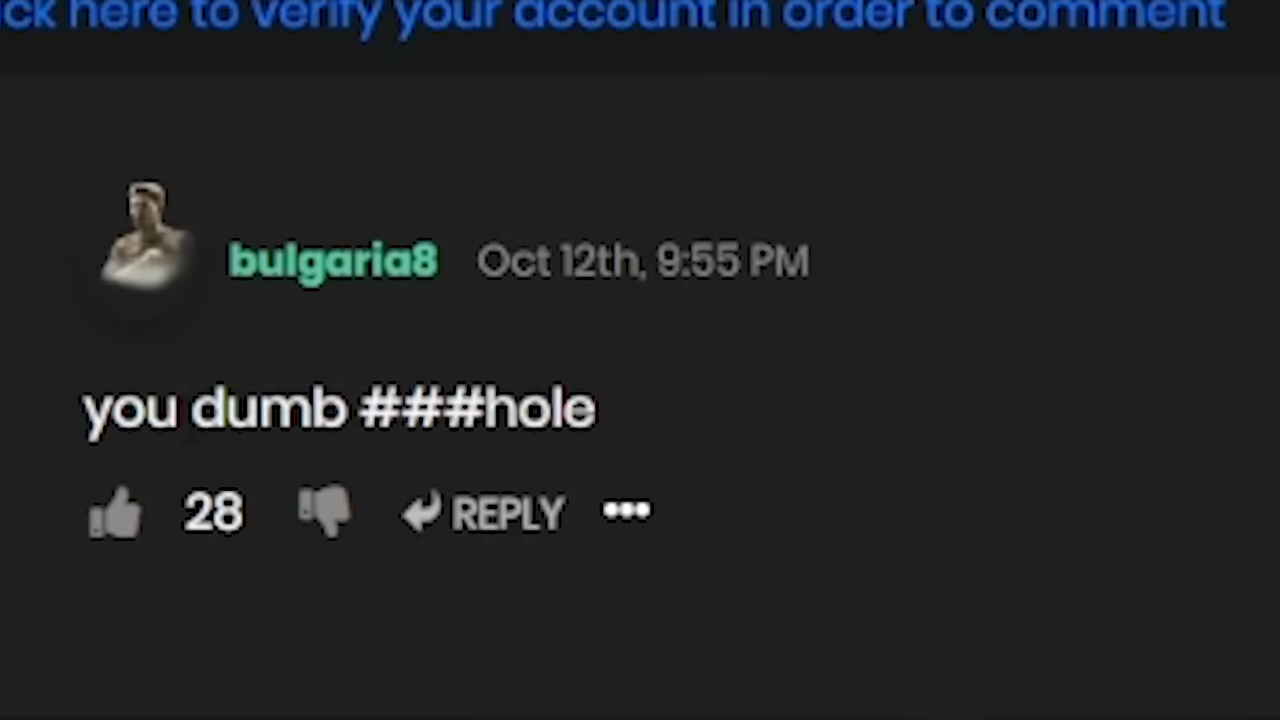 ck here to verify your account in order to comment
bulgaria8 Oct 12th, 9:55 PM
you dumb ###hole
28 REPLY •••